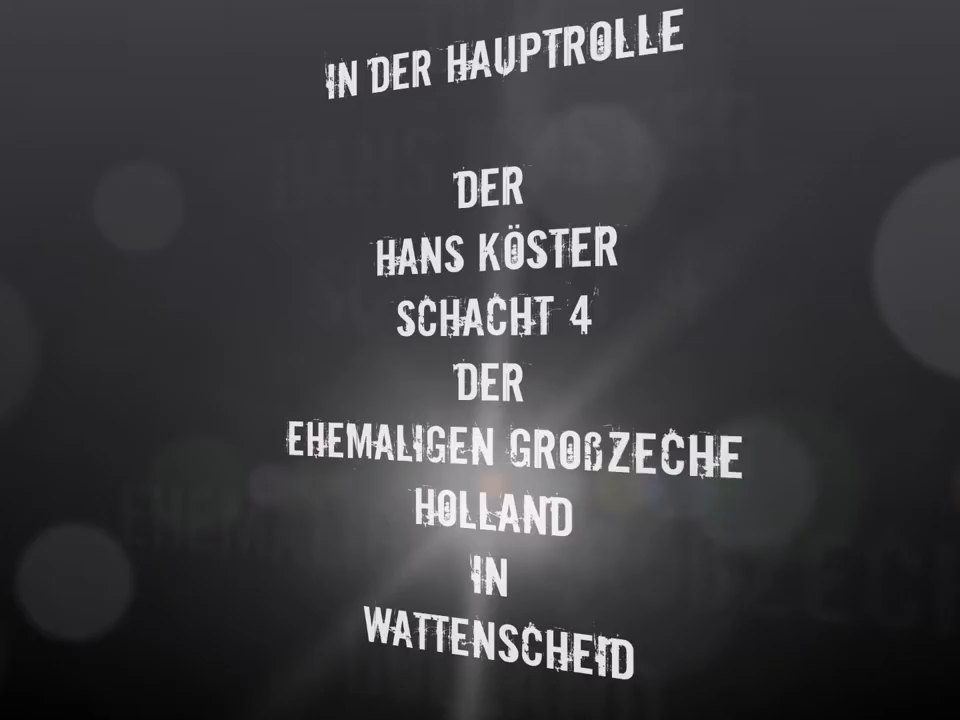 IN DER HAUPTROLLE
DER
HANS KÖSTER
SCHACHT 4
DER
EHEMALIGEN GROßZECHE
HOLLAND
IN
WATTENSCHEID